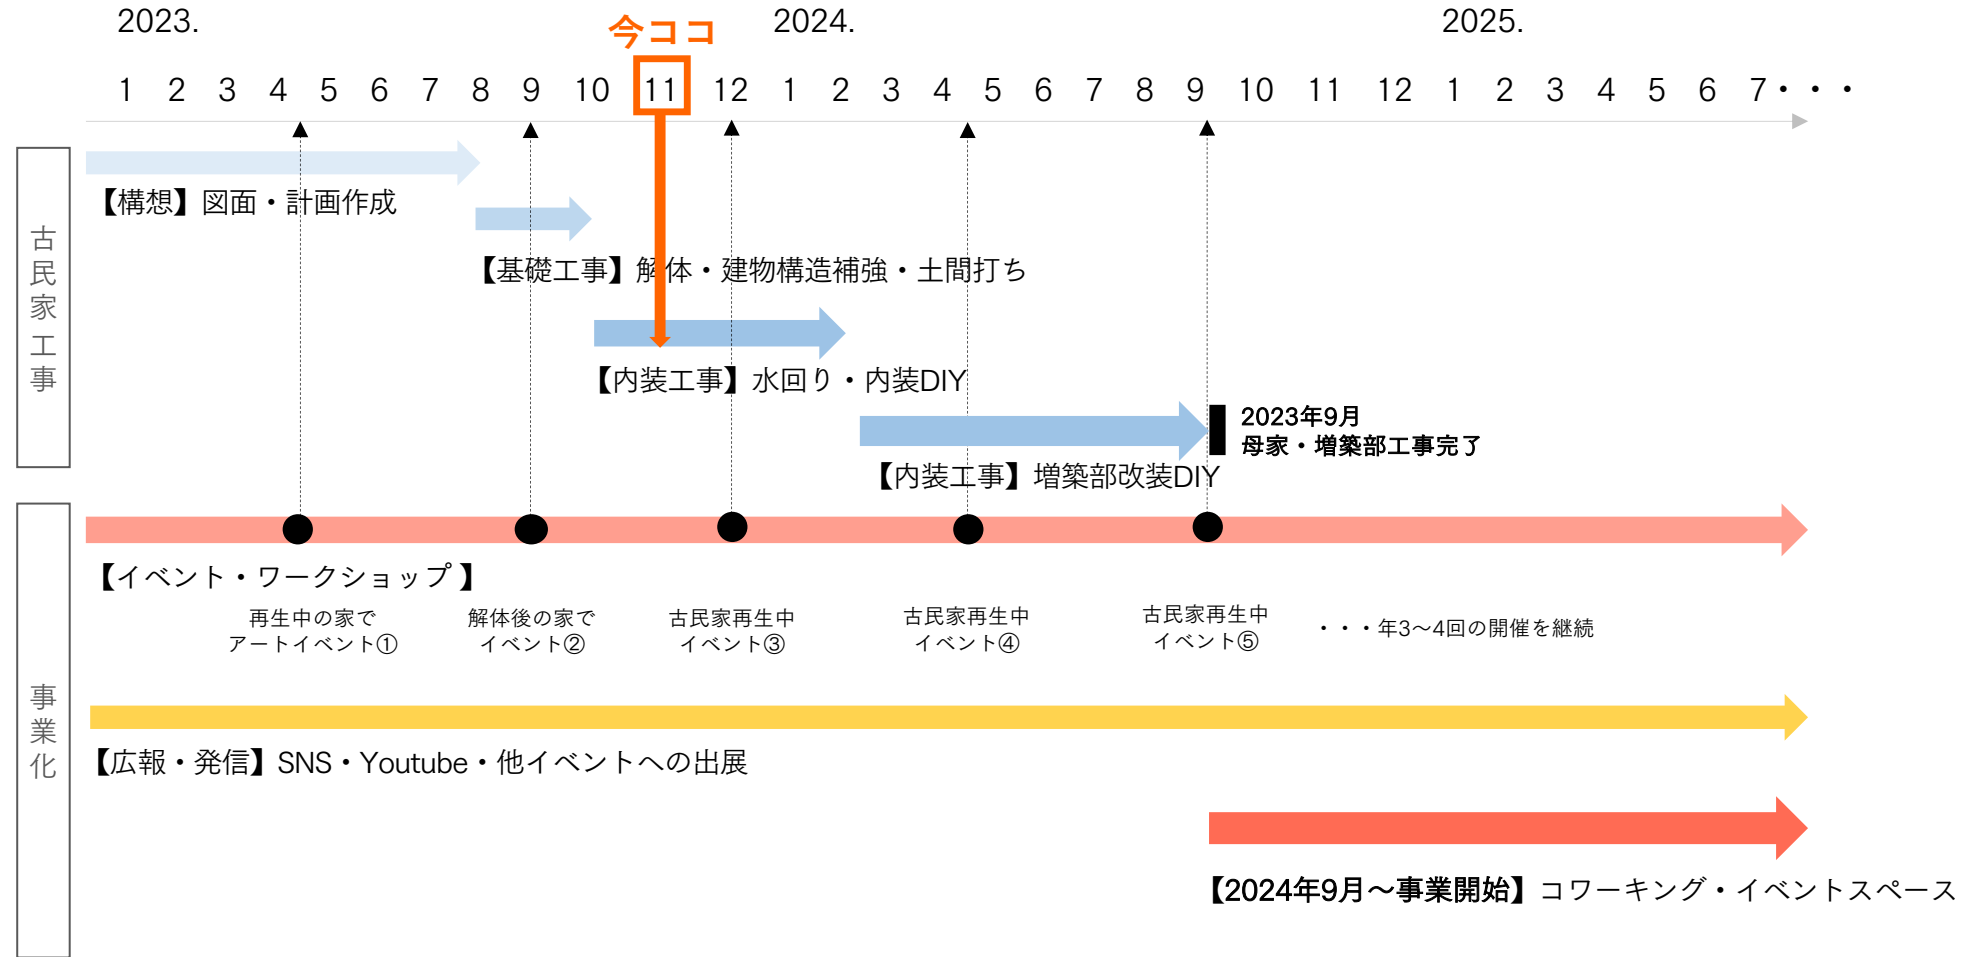 2023.
今ココ
2024.
2025.
1 2 3 4 5 6 7 8 9 10 11 12 1 2 3 4 5 6 7 8 9 10 11 12 1 2 3 4 5 6 7・・・
古民家工事
【構想】図面・計画作成
【基礎工事】解体・建物構造補強・土間打ち
【内装工事】水回り・内装DIY
2023年9月
母家・増築部工事完了
【内装工事】増築部改装DIY
事業化
【イベント・ワークショップ】
再生中の家で
アートイベント①
解体後の家で
イベント②
古民家再生中
イベント③
古民家再生中
イベント④
古民家再生中
イベント⑤
・・・年3〜4回の開催を継続
【広報・発信】SNS・Youtube・他イベントへの出展
【2024年9月〜事業開始】コワーキング・イベントスペース